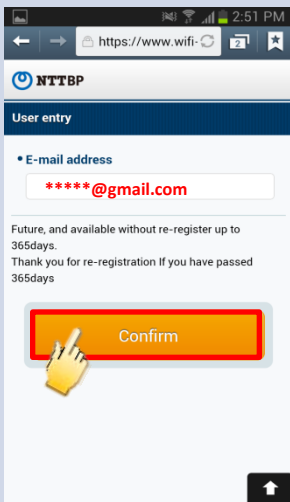 2:51 PM
https://www.wifi-
2
NTTBP
User entry
• E-mail address
*****@gmail.com
Future, and available without re-register up to
365days.
Thank you for re-registration If you have passed
365days
Confirm